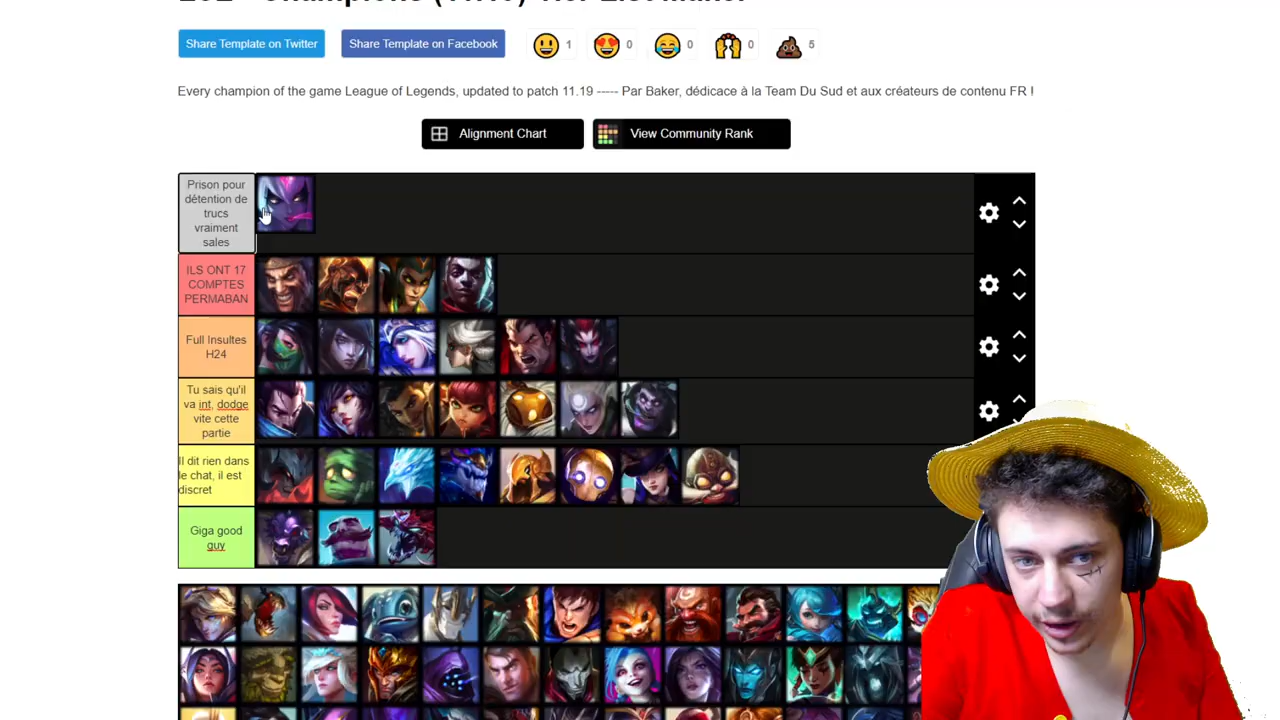 Share Template on Twitter
Share Template on Facebook
1
0
0
0
5
Every champion of the game League of Legends, updated to patch 11.19 ----- Par Baker, dédicace à la Team Du Sud et aux créateurs de contenu FR !
Alignment Chart
View Community Rank
Prison pour
détention de
trucs
vraiment
sales
ILS ONT 17
COMPTES
PERMABAN
Full Insultes
H24
Tu sais qu'il
va int, dodge
vite cette
partie
Il dit rien dans
le chat, il est
discret
Giga good
guy